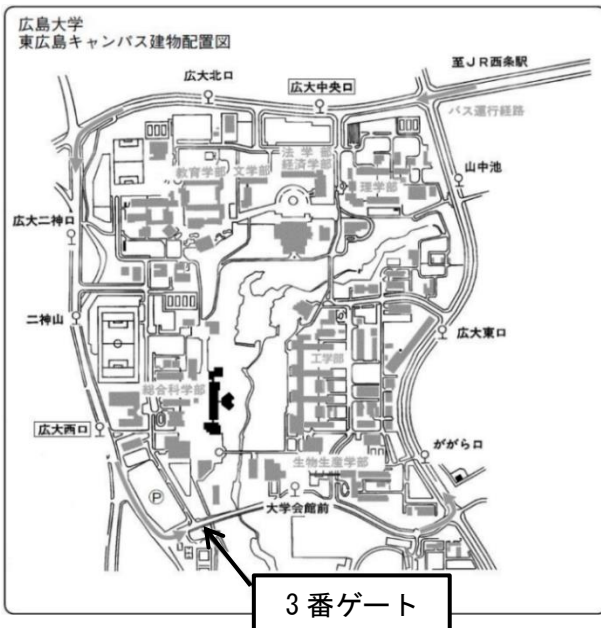 広島大学
東広島キャンパス建物配置図
至JR西条駅
広大北口
広大中央口
バス運行経路
法学部
経済学部
教育学部
文学部
理学部
山中池
広大二神口
二神山
広大東口
工学部
総合科学部
広大西口
ががら口
生物生産学部
P
大学会館前
3番ゲート